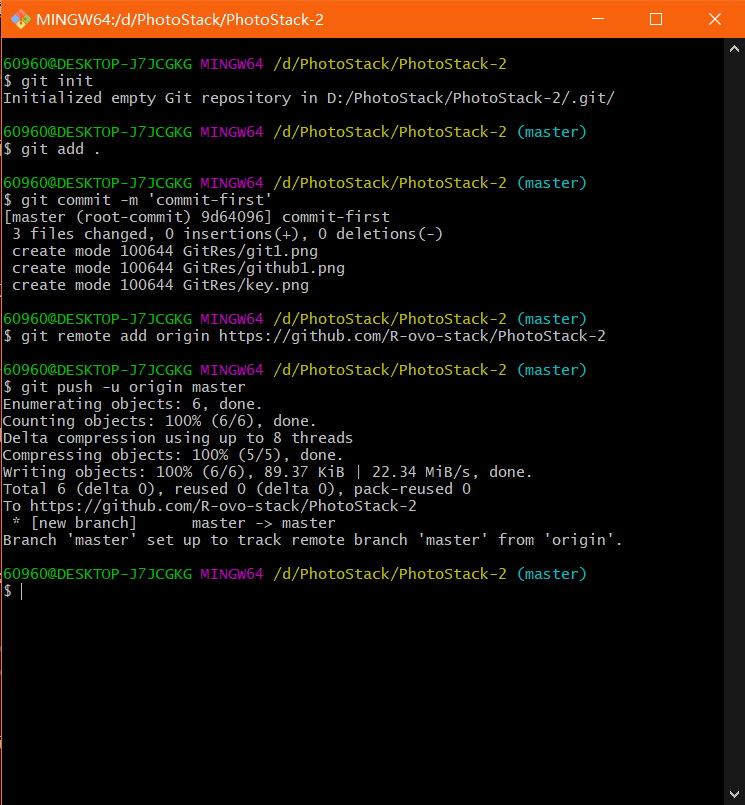 MINGW64:/d/PhotoStack/PhotoStack-2
60960@DESKTOP-J7JCGKG MINGW64 /d/PhotoStack/PhotoStack-2
$ git init
Initialized empty Git repository in D:/PhotoStack/PhotoStack-2/.git/
60960@DESKTOP-J7JCGKG MINGW64 /d/PhotoStack/PhotoStack-2 (master)
$ git add .
60960@DESKTOP-J7JCGKG MINGW64 /d/PhotoStack/PhotoStack-2 (master)
$ git commit -m 'commit-first'
[master (root-commit) 9d64096] commit-first
 3 files changed, 0 insertions(+), 0 deletions(-)
 create mode 100644 GitRes/git1.png
 create mode 100644 GitRes/github1.png
 create mode 100644 GitRes/key.png
60960@DESKTOP-J7JCGKG MINGW64 /d/PhotoStack/PhotoStack-2 (master)
$ git remote add origin https://github.com/R-ovo-stack/PhotoStack-2
60960@DESKTOP-J7JCGKG MINGW64 /d/PhotoStack/PhotoStack-2 (master)
$ git push -u origin master
Enumerating objects: 6, done.
Counting objects: 100% (6/6), done.
Delta compression using up to 8 threads
Compressing objects: 100% (5/5), done.
Writing objects: 100% (6/6), 89.37 KiB | 22.34 MiB/s, done.
Total 6 (delta 0), reused 0 (delta 0), pack-reused 0
To https://github.com/R-ovo-stack/PhotoStack-2
 * [new branch]      master -> master
Branch 'master' set up to track remote branch 'master' from 'origin'.
60960@DESKTOP-J7JCGKG MINGW64 /d/PhotoStack/PhotoStack-2 (master)
$